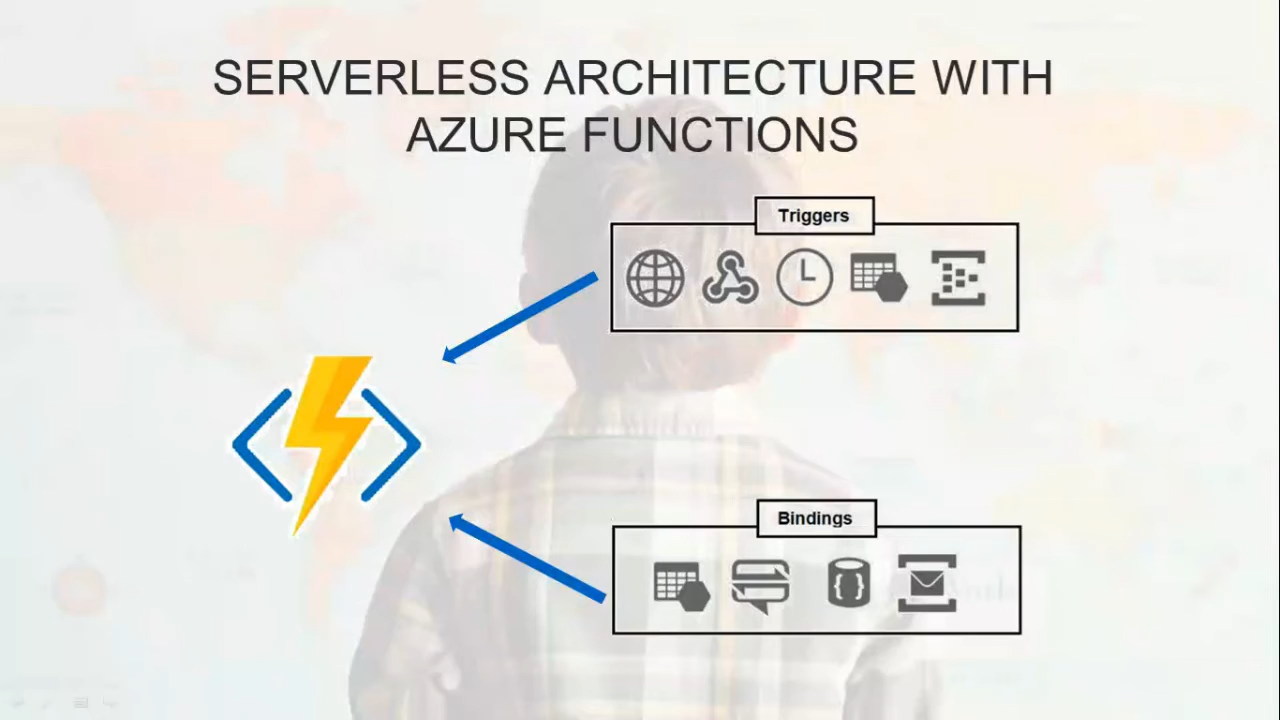 SERVERLESS ARCHITECTURE WITH
AZURE FUNCTIONS
Triggers
Bindings